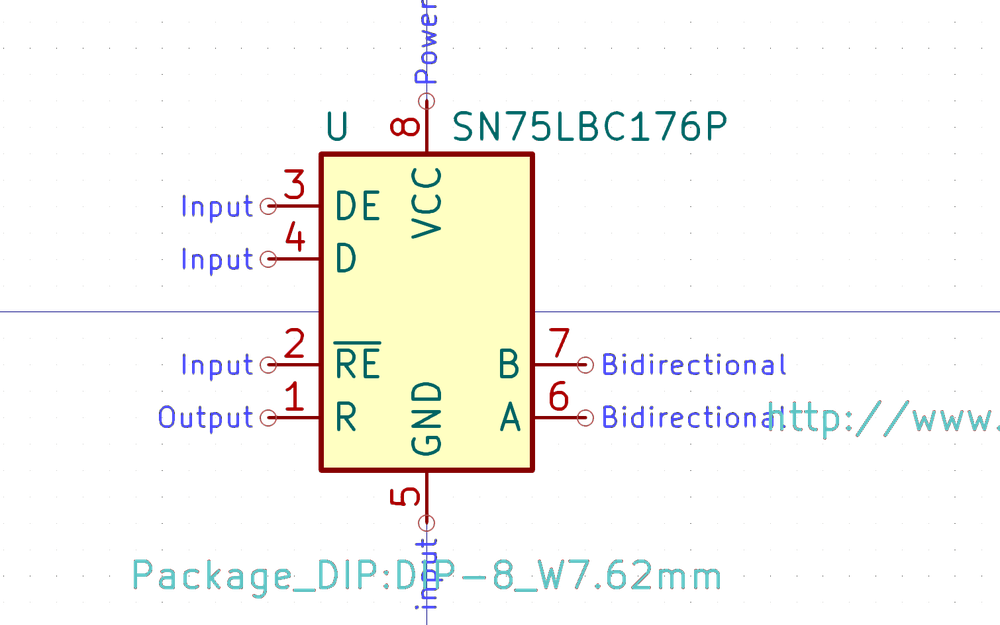 Power
U 8 SN75LBC176P
Input 3 DE VCC
Input 4 D
Input 2 RE B 7 Bidirectional
Output 1 R GND A 6 Bidirectional http://www.
5
input
Package_DIP:DIP-8_W7.62mm